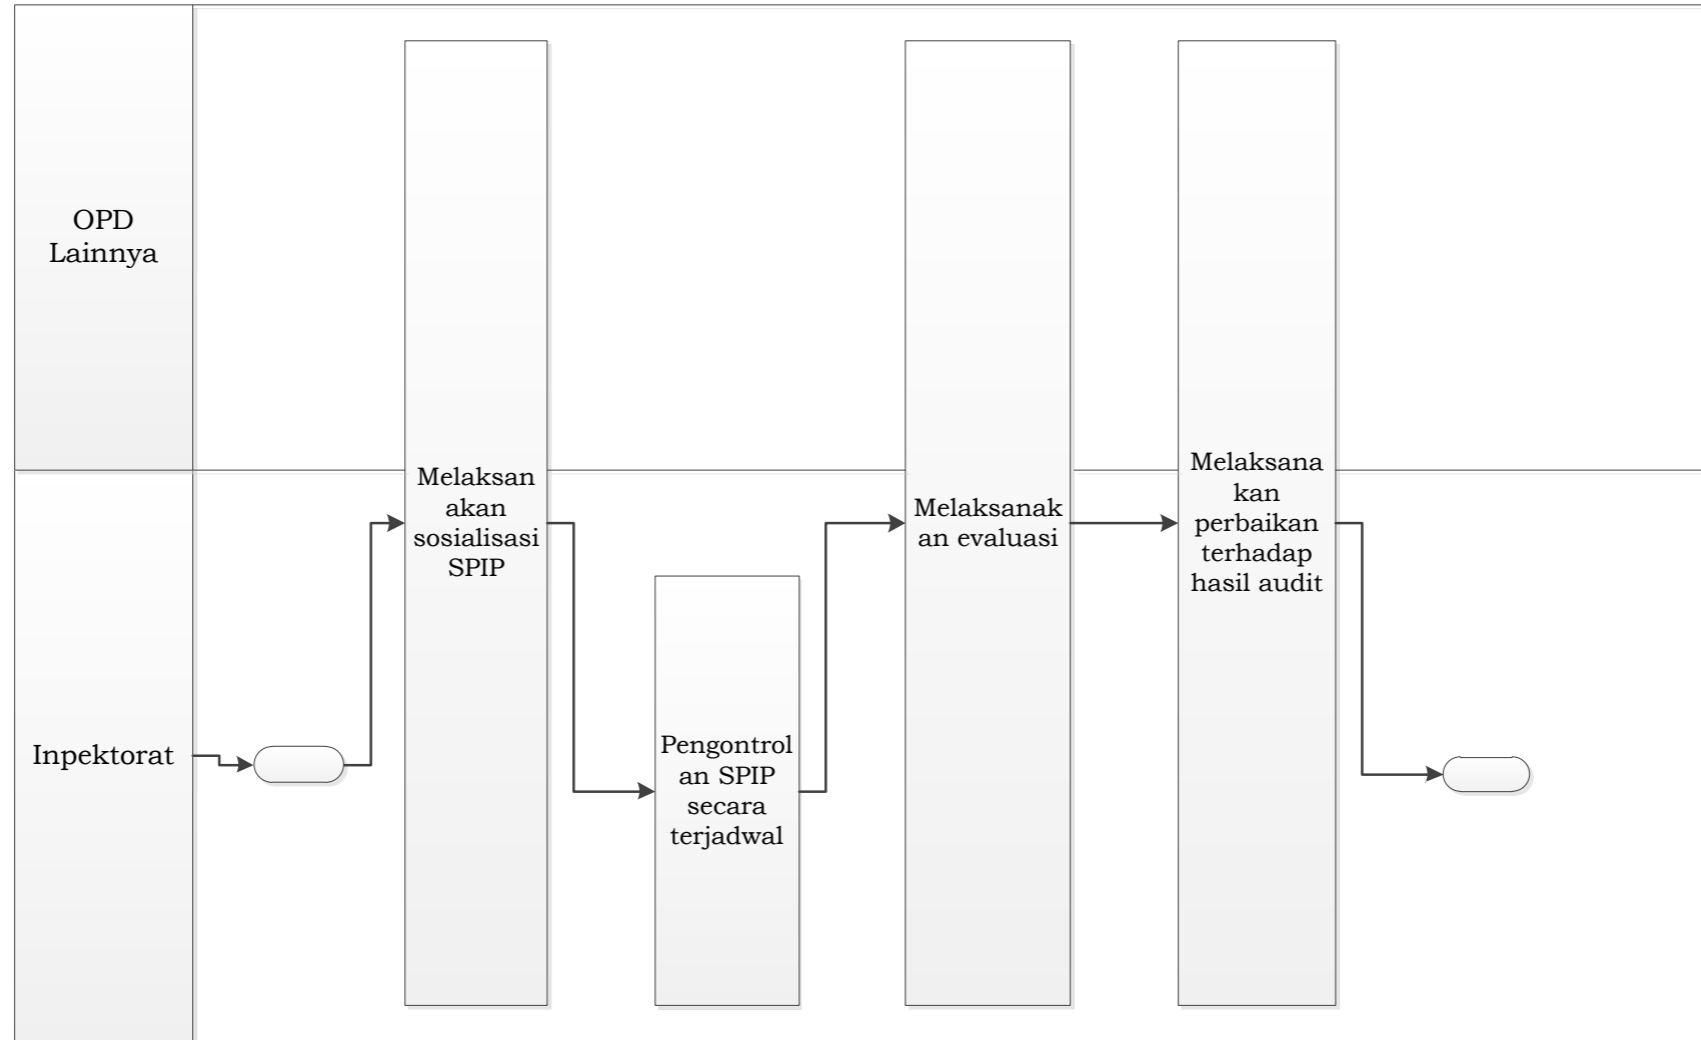 OPD
Lainnya
Inpektorat
Melaksan
akan
sosialisasi
SPIP
Pengontrol
an SPIP
secara
terjadwal
Melaksanak
an evaluasi
Melaksana
kan
perbaikan
terhadap
hasil audit